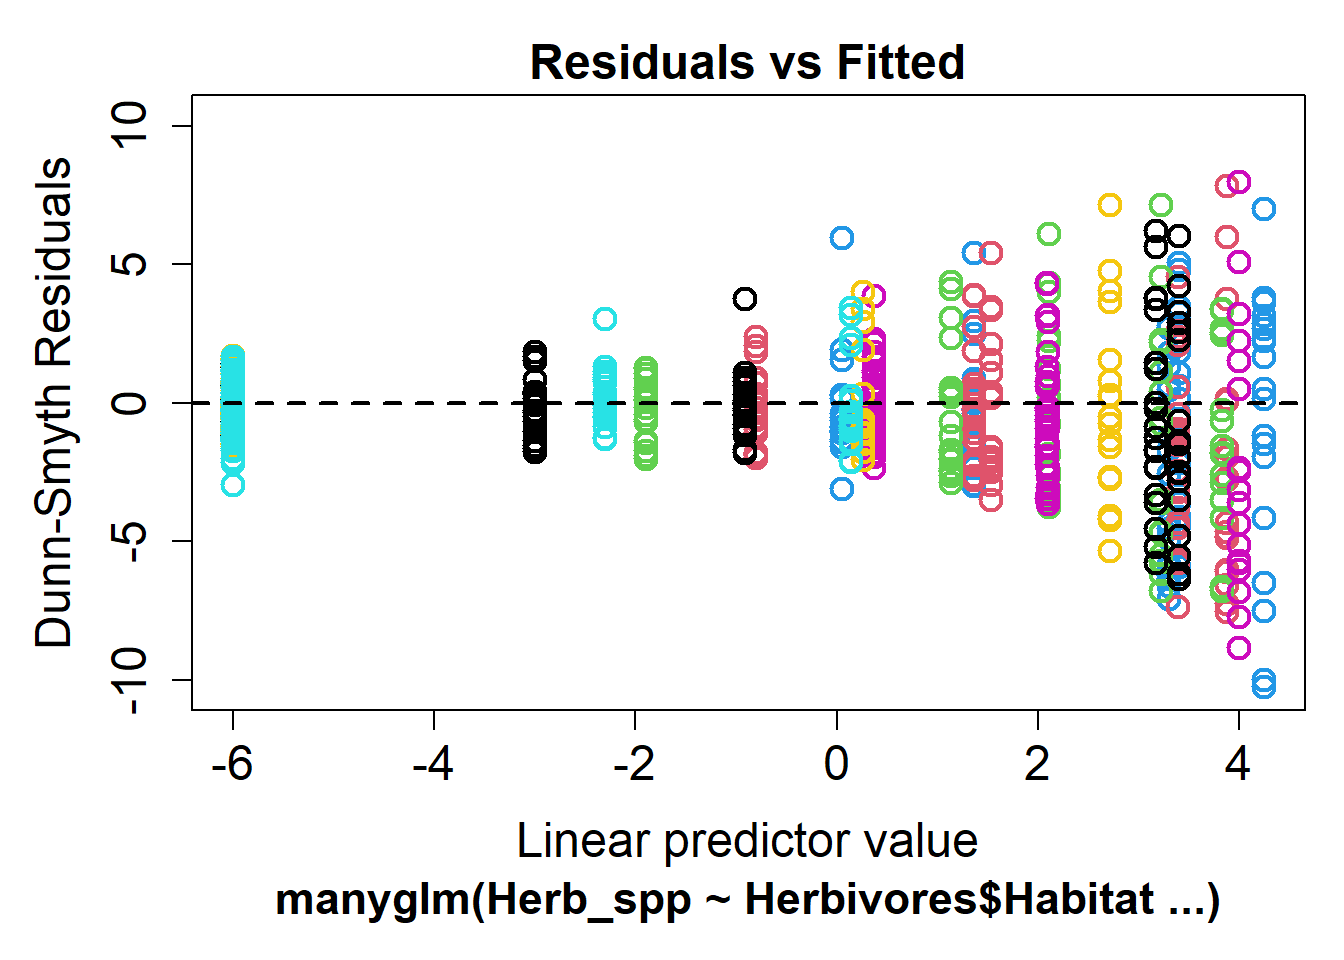 Residuals vs Fitted
Dunn-Smyth Residuals
10
5
0
-5
-10
-6 -4 -2 0 2 4
Linear predictor value
manyglm(Herb_spp ~ Herbivores$Habitat ...)